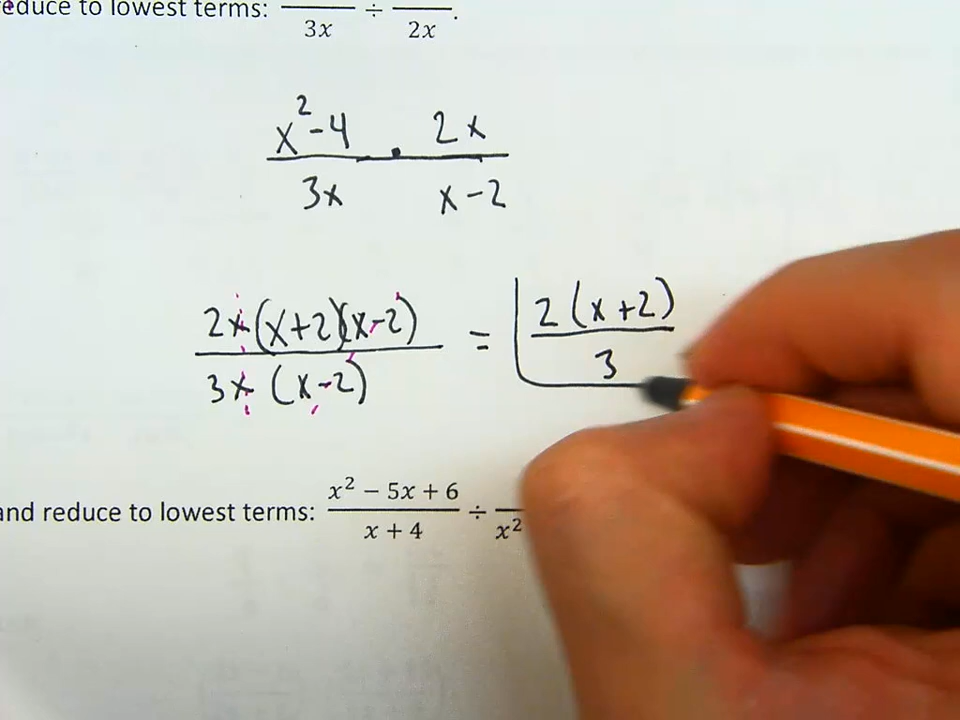 reduce to lowest terms: ⎯/3x ÷ ⎯/2x.
(x² - 4)/(3x) · (2x)/(x - 2)
(2x(x+2)(x-2))/(3x(x-2)) = (2(x+2))/3
and reduce to lowest terms: (x² − 5x + 6)/(x + 4) ÷ ⎯/x²